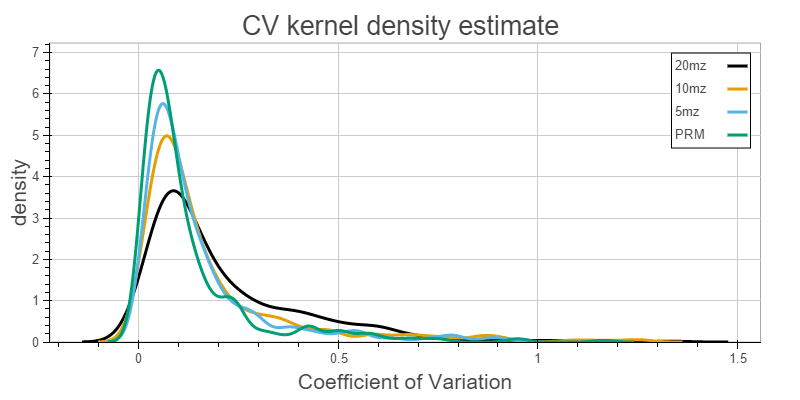 CV kernel density estimate
7
6
5
4
3
2
1
0
density
20mz
10mz
5mz
PRM
0
0.5
1
1.5
Coefficient of Variation